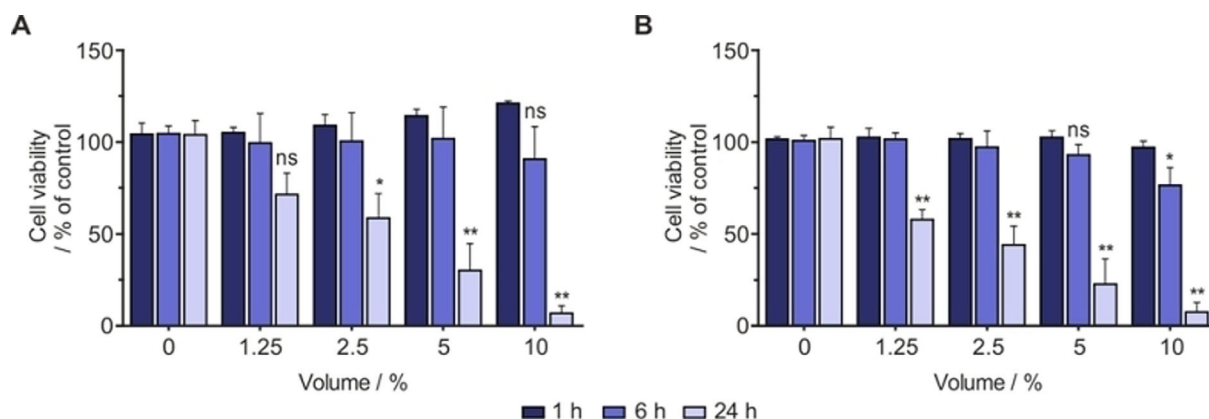 A
150
100
50
0
Cell viability
/ % of control
ns
*
**
ns
**
0 1.25 2.5 5 10
Volume / %
B
150
100
50
0
Cell viability
/ % of control
**
**
ns
**
*
**
0 1.25 2.5 5 10
Volume / %
1 h 6 h 24 h